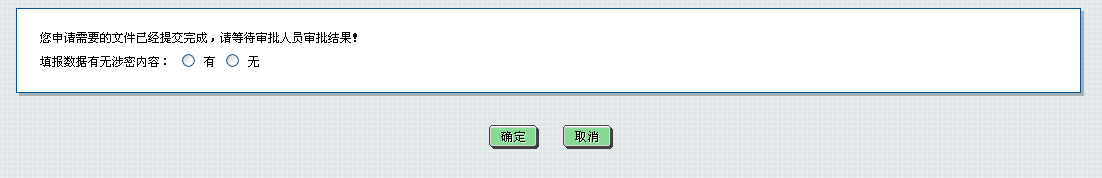 您申请需要的文件已经提交完成，请等待审批人员审批结果！
填报数据有无涉密内容： 有 无
确定 取消